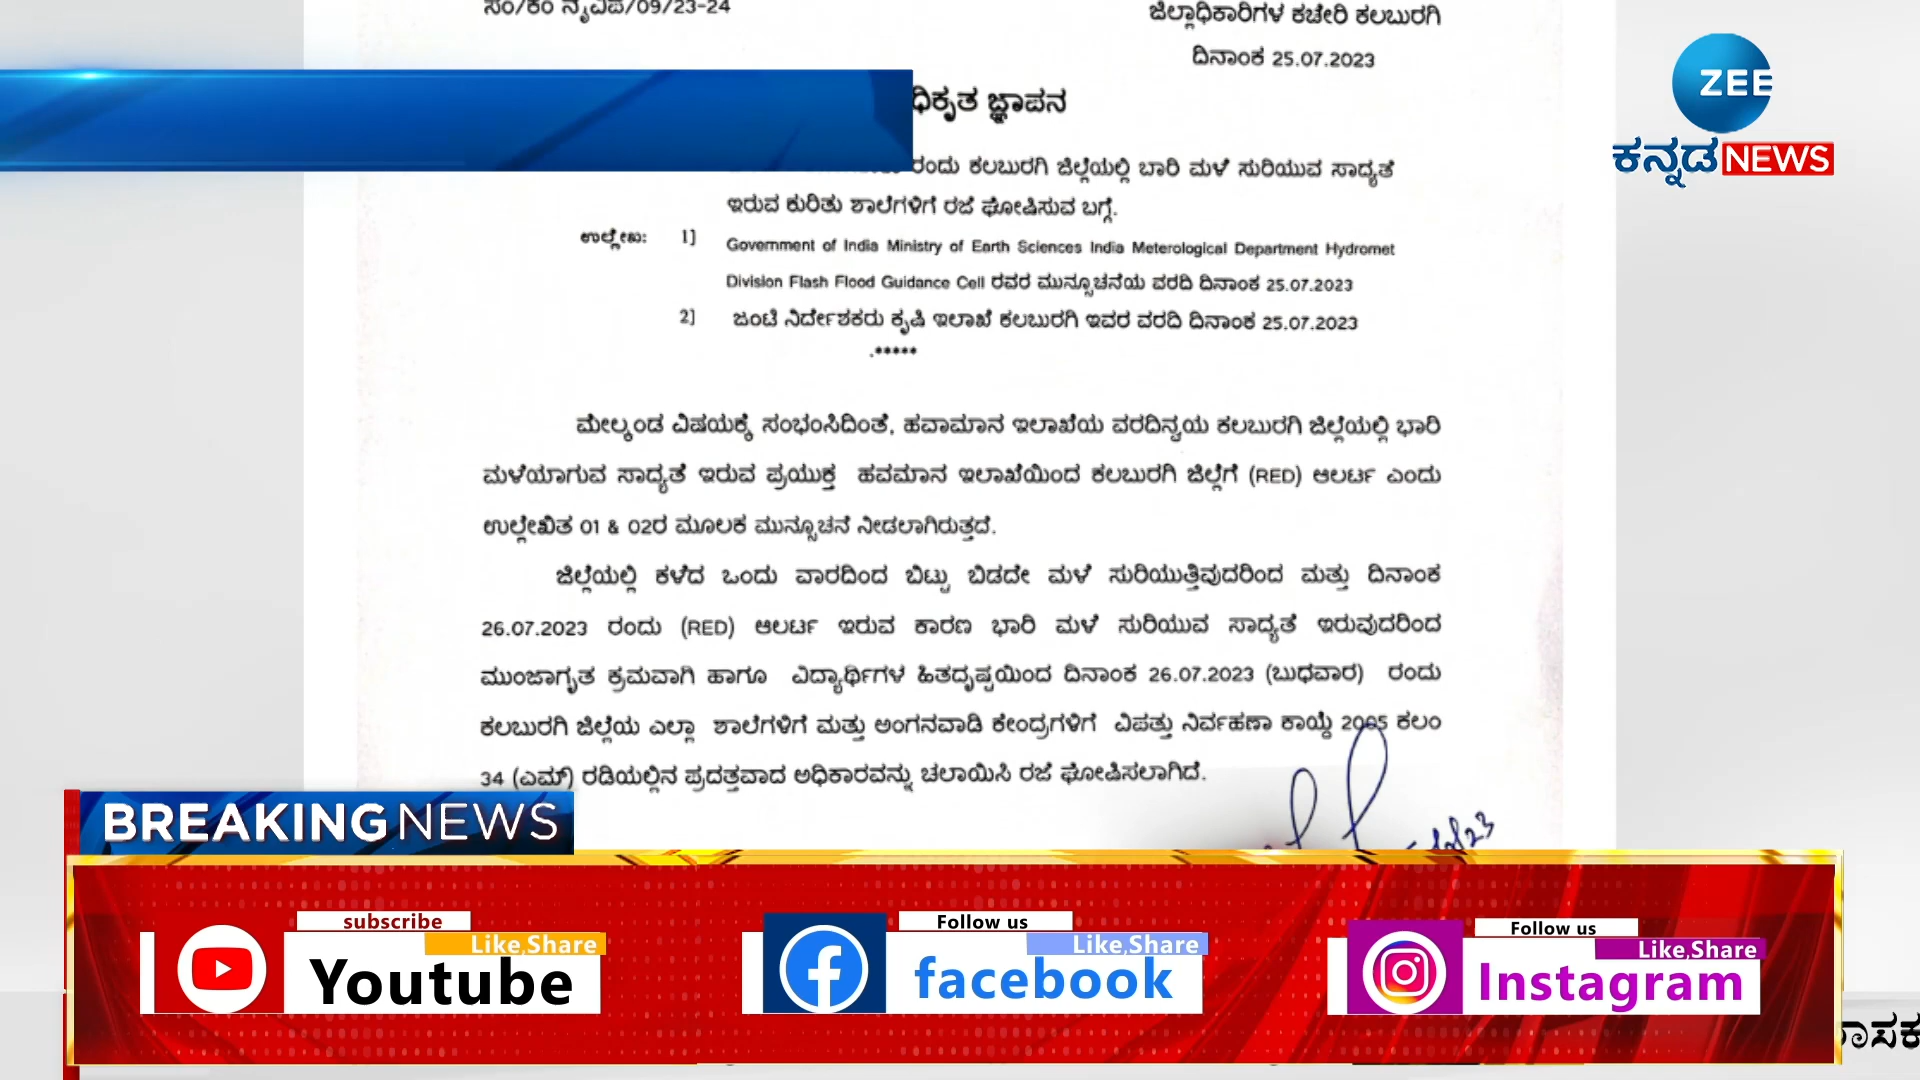 ಸಂ/ಕಂ ನೈವಿಪ/09/23-24
ಜಿಲ್ಲಾಧಿಕಾರಿಗಳ ಕಚೇರಿ ಕಲಬುರಗಿ
ದಿನಾಂಕ 25.07.2023
ಧಿಕೃತ ಜ್ಞಾಪನ
ರಂದು ಕಲಬುರಗಿ ಜಿಲ್ಲೆಯಲ್ಲಿ ಬಾರಿ ಮಳೆ ಸುರಿಯುವ ಸಾದ್ಯತೆ
ಇರುವ ಕುರಿತು ಶಾಲೆಗಳಿಗೆ ರಜೆ ಘೋಷಿಸುವ ಬಗ್ಗೆ.
ಉಲ್ಲೇಖ: 1] Government of India Ministry of Earth Sciences India Meterological Department Hydromet
Division Flash Flood Guidance Cell ರವರ ಮುನ್ಸೂಚನೆಯ ವರದಿ ದಿನಾಂಕ 25.07.2023
2] ಜಂಟಿ ನಿರ್ದೇಶಕರು ಕೃಷಿ ಇಲಾಖೆ ಕಲಬುರಗಿ ಇವರ ವರದಿ ದಿನಾಂಕ 25.07.2023
.*****
ಮೇಲ್ಕಂಡ ವಿಷಯಕ್ಕೆ ಸಂಭಂಸಿದಿಂತೆ, ಹವಾಮಾನ ಇಲಾಖೆಯ ವರದಿನ್ವಯ ಕಲಬುರಗಿ ಜಿಲ್ಲೆಯಲ್ಲಿ ಭಾರಿ
ಮಳೆಯಾಗುವ ಸಾದ್ಯತೆ ಇರುವ ಪ್ರಯುಕ್ತ ಹವಮಾನ ಇಲಾಖೆಯಿಂದ ಕಲಬುರಗಿ ಜಿಲ್ಲೆಗೆ (RED) ಆಲರ್ಟ ಎಂದು
ಉಲ್ಲೇಖಿತ 01 & 02ರ ಮೂಲಕ ಮುನ್ಸೂಚನೆ ನೀಡಲಾಗಿರುತ್ತದೆ.
ಜಿಲ್ಲೆಯಲ್ಲಿ ಕಳೆದ ಒಂದು ವಾರದಿಂದ ಬಿಟ್ಟು ಬಿಡದೇ ಮಳೆ ಸುರಿಯುತ್ತಿವುದರಿಂದ ಮತ್ತು ದಿನಾಂಕ
26.07.2023 ರಂದು (RED) ಆಲರ್ಟ ಇರುವ ಕಾರಣ ಭಾರಿ ಮಳೆ ಸುರಿಯುವ ಸಾದ್ಯತೆ ಇರುವುದರಿಂದ
ಮುಂಜಾಗೃತ ಕ್ರಮವಾಗಿ ಹಾಗೂ ವಿದ್ಯಾರ್ಥಿಗಳ ಹಿತದೃಷ್ಟಯಿಂದ ದಿನಾಂಕ 26.07.2023 (ಬುಧವಾರ) ರಂದು
ಕಲಬುರಗಿ ಜಿಲ್ಲೆಯ ಎಲ್ಲಾ ಶಾಲೆಗಳಿಗೆ ಮತ್ತು ಅಂಗನವಾಡಿ ಕೇಂದ್ರಗಳಿಗೆ ವಿಪತ್ತು ನಿರ್ವಹಣಾ ಕಾಯ್ದೆ 2005 ಕಲಂ
34 (ಎಮ್) ರಡಿಯಲ್ಲಿನ ಪ್ರದತ್ತವಾದ ಅಧಿಕಾರವನ್ನು ಚಲಾಯಿಸಿ ರಜೆ ಘೋಷಿಸಲಾಗಿದೆ.
ZEE
ಕನ್ನಡ NEWS
BREAKING NEWS
subscribe
Like,Share
Youtube
Follow us
Like,Share
facebook
Follow us
Like,Share
Instagram